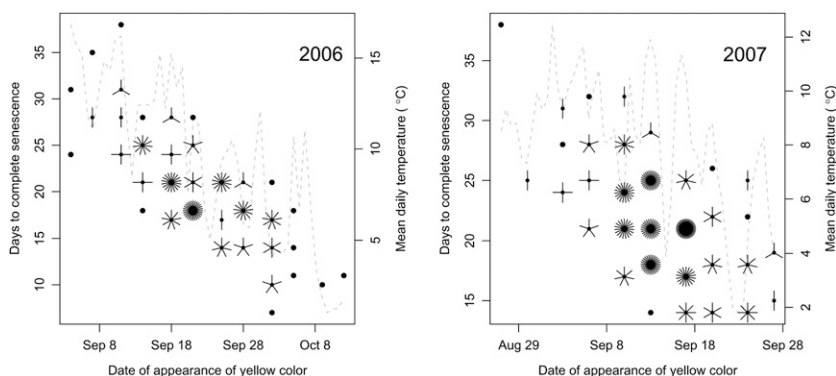 2006
35
30
25
20
15
10
15
10
5
Days to complete senescence
Mean daily temperature ( °C)
Sep 8
Sep 18
Sep 28
Oct 8
Date of appearance of yellow color
2007
35
30
25
20
15
12
10
8
6
4
2
Days to complete senescence
Mean daily temperature ( °C)
Aug 29
Sep 8
Sep 18
Sep 28
Date of appearance of yellow color